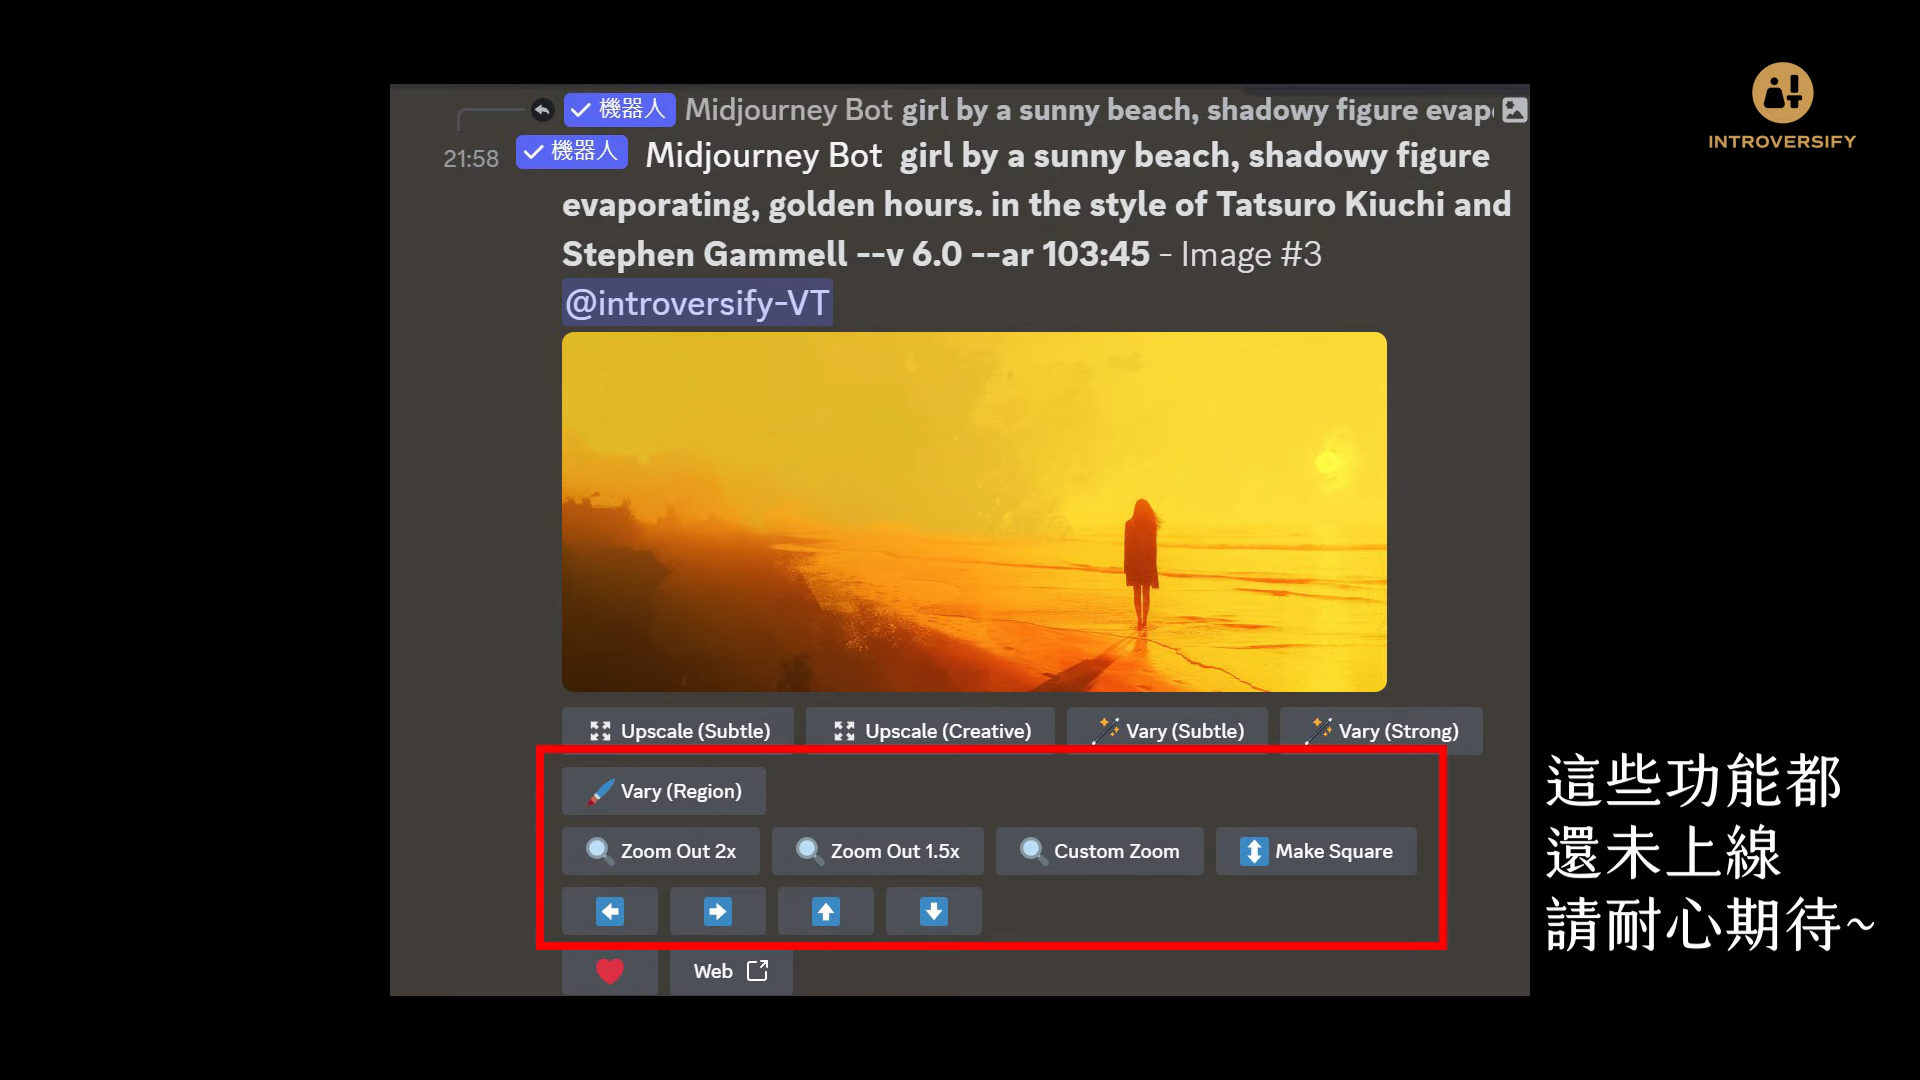 機器人 Midjourney Bot girl by a sunny beach, shadowy figure evap
INTROVERSIFY
21:58 機器人 Midjourney Bot girl by a sunny beach, shadowy figure
evaporating, golden hours. in the style of Tatsuro Kiuchi and
Stephen Gammell --v 6.0 --ar 103:45 - Image #3
@introversify-VT
Upscale (Subtle) Upscale (Creative) Vary (Subtle) Vary (Strong)
Vary (Region)
Zoom Out 2x Zoom Out 1.5x Custom Zoom Make Square
Web
這些功能都
還未上線
請耐心期待~